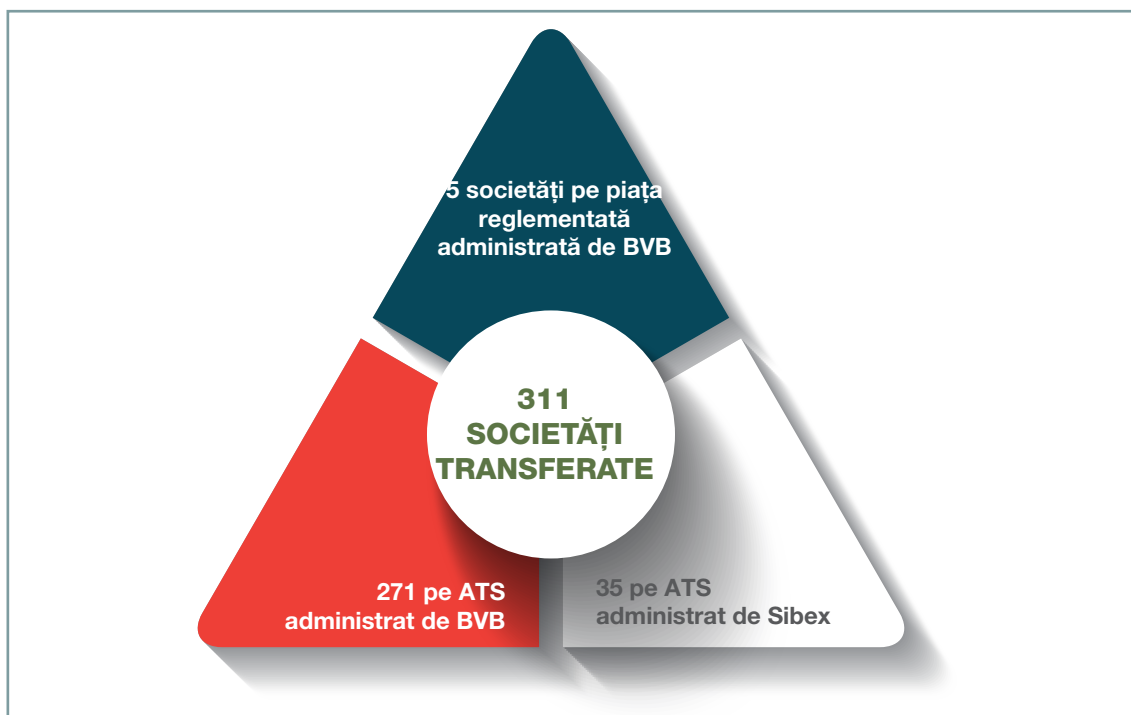 5 societăți pe piața
reglementată
administrată de BVB
311
SOCIETĂȚI
TRANSFERATE
271 pe ATS
administrat de BVB
35 pe ATS
administrat de Sibex